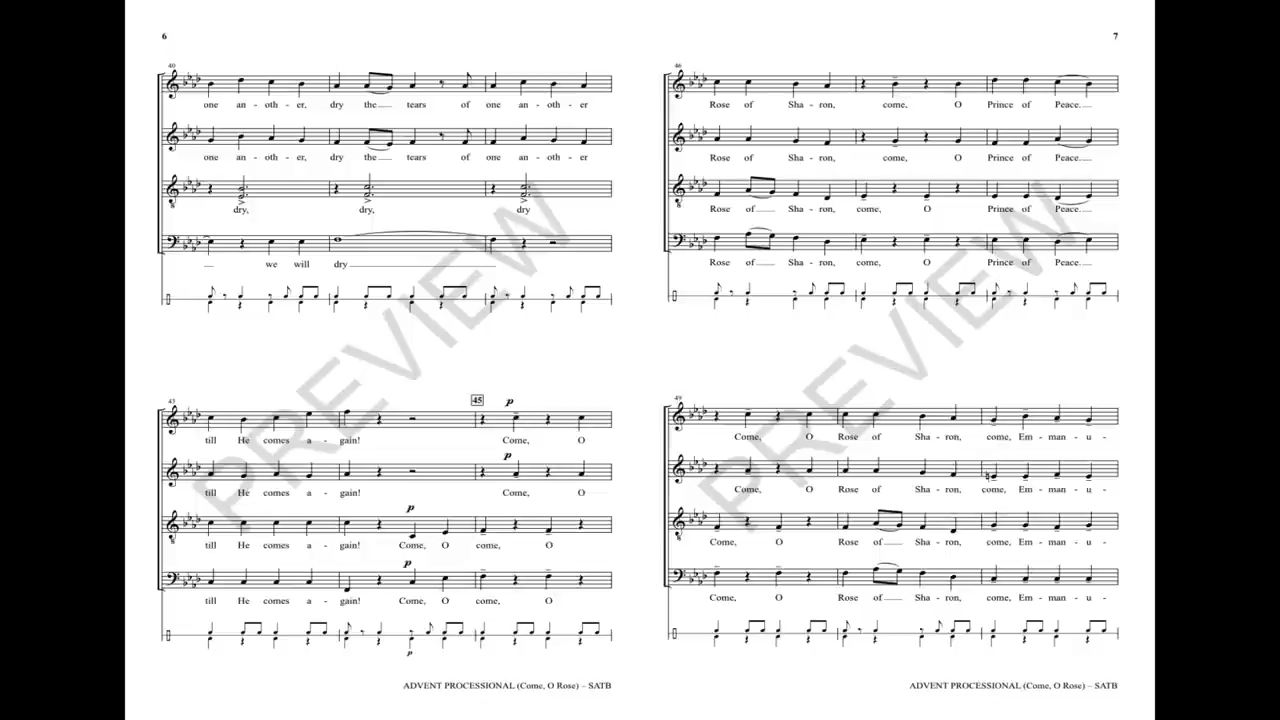 6
40
one an - oth - er, dry the tears of one an - oth - er
one an - oth - er, dry the tears of one an - oth - er
dry, dry, dry
we will dry
43
45
p
till He comes a - gain! Come, O
p
till He comes a - gain! Come, O
p
till He comes a - gain! Come, O come, O
p
till He comes a - gain! Come, O come, O
p
ADVENT PROCESSIONAL (Come, O Rose) – SATB
7
46
Rose of Sha - ron, come, O Prince of Peace.
Rose of Sha - ron, come, O Prince of Peace.
Rose of Sha - ron, come, O Prince of Peace.
Rose of Sha - ron, come, O Prince of Peace.
49
Come, O Rose of Sha - ron, come, Em - man - u -
Come, O Rose of Sha - ron, come, Em - man - u -
Come, O Rose of Sha - ron, come, Em - man - u -
Come, O Rose of Sha - ron, come, Em - man - u -
ADVENT PROCESSIONAL (Come, O Rose) – SATB
PREVIEW
PREVIEW